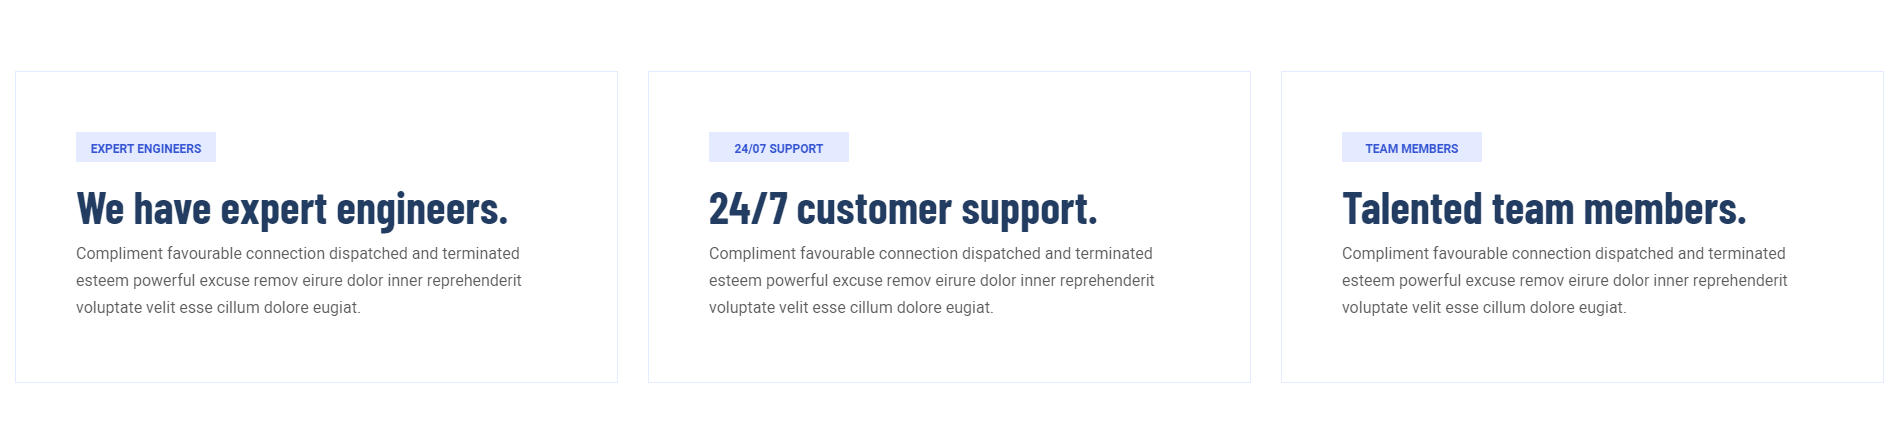 EXPERT ENGINEERS
We have expert engineers.
Compliment favourable connection dispatched and terminated
esteem powerful excuse remov eirure dolor inner reprehenderit
voluptate velit esse cillum dolore eugiat.
24/07 SUPPORT
24/7 customer support.
Compliment favourable connection dispatched and terminated
esteem powerful excuse remov eirure dolor inner reprehenderit
voluptate velit esse cillum dolore eugiat.
TEAM MEMBERS
Talented team members.
Compliment favourable connection dispatched and terminated
esteem powerful excuse remov eirure dolor inner reprehenderit
voluptate velit esse cillum dolore eugiat.